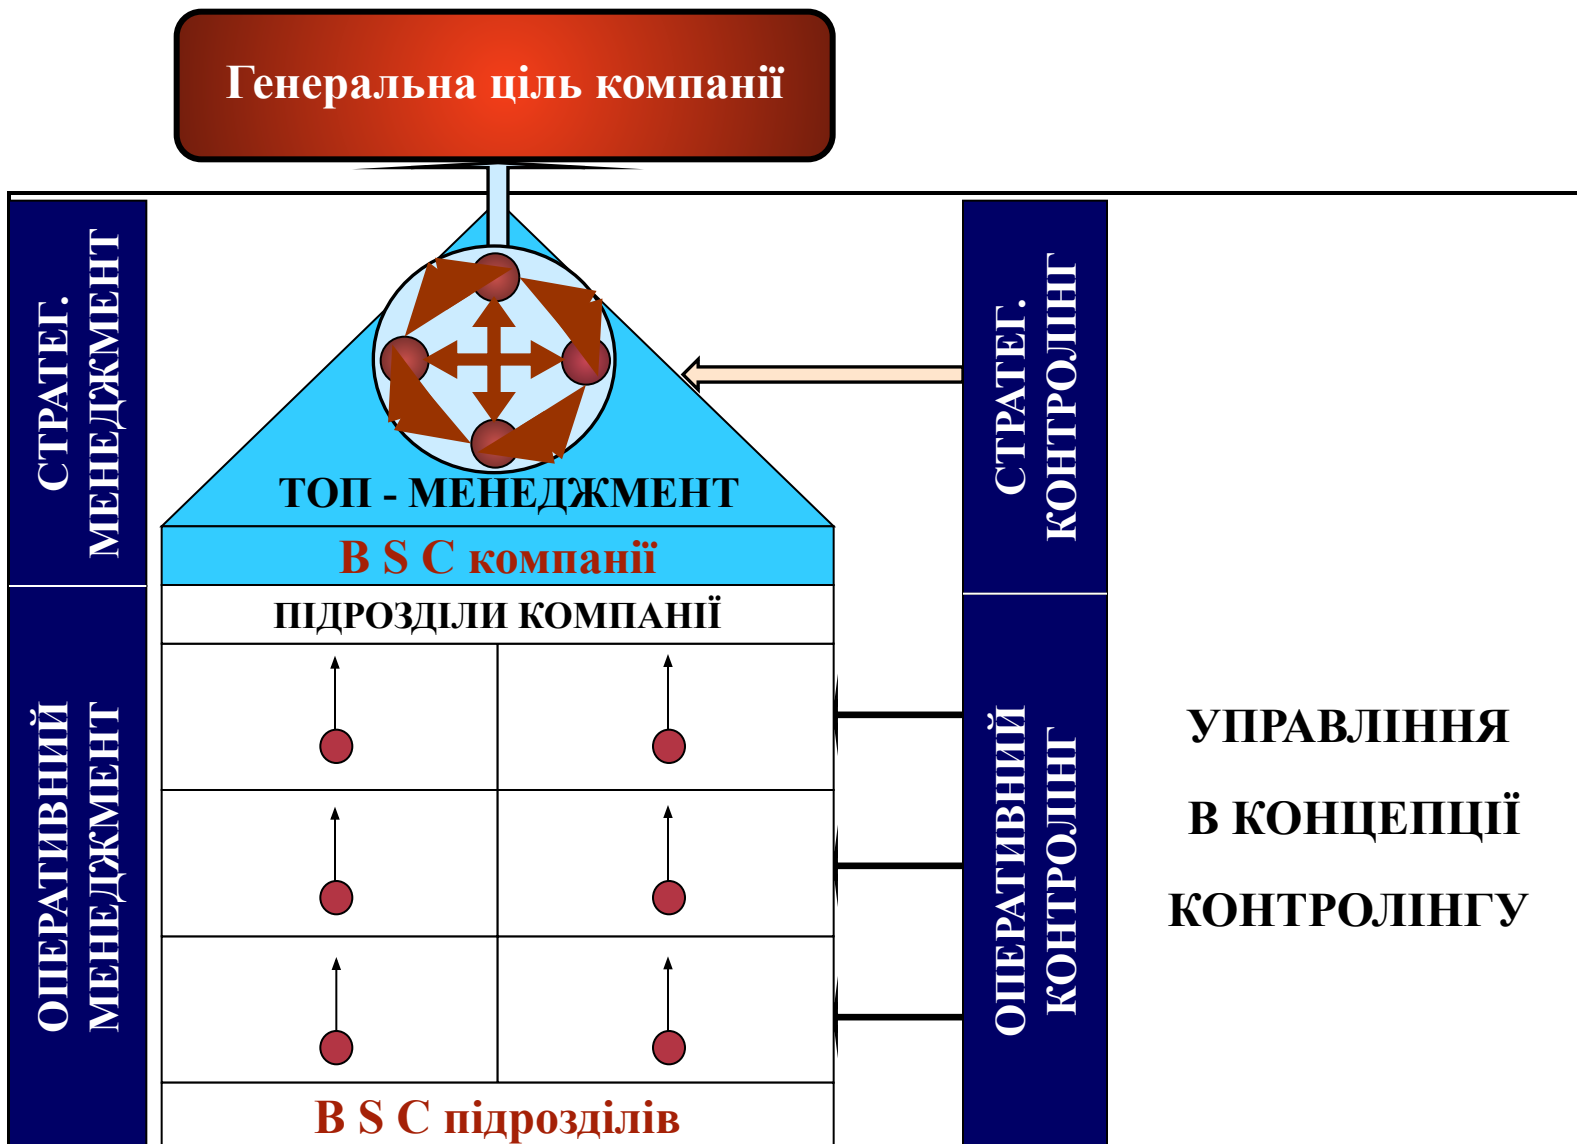 Генеральна ціль компанії
СТРАТЕГ.
МЕНЕДЖМЕНТ
ТОП - МЕНЕДЖМЕНТ
B S C компанії
СТРАТЕГ.
КОНТРОЛІНГ
ПІДРОЗДІЛИ КОМПАНІЇ
ОПЕРАТИВНИЙ
МЕНЕДЖМЕНТ
B S C підрозділів
ОПЕРАТИВНИЙ
КОНТРОЛІНГ
УПРАВЛІННЯ
В КОНЦЕПЦІЇ
КОНТРОЛІНГУ